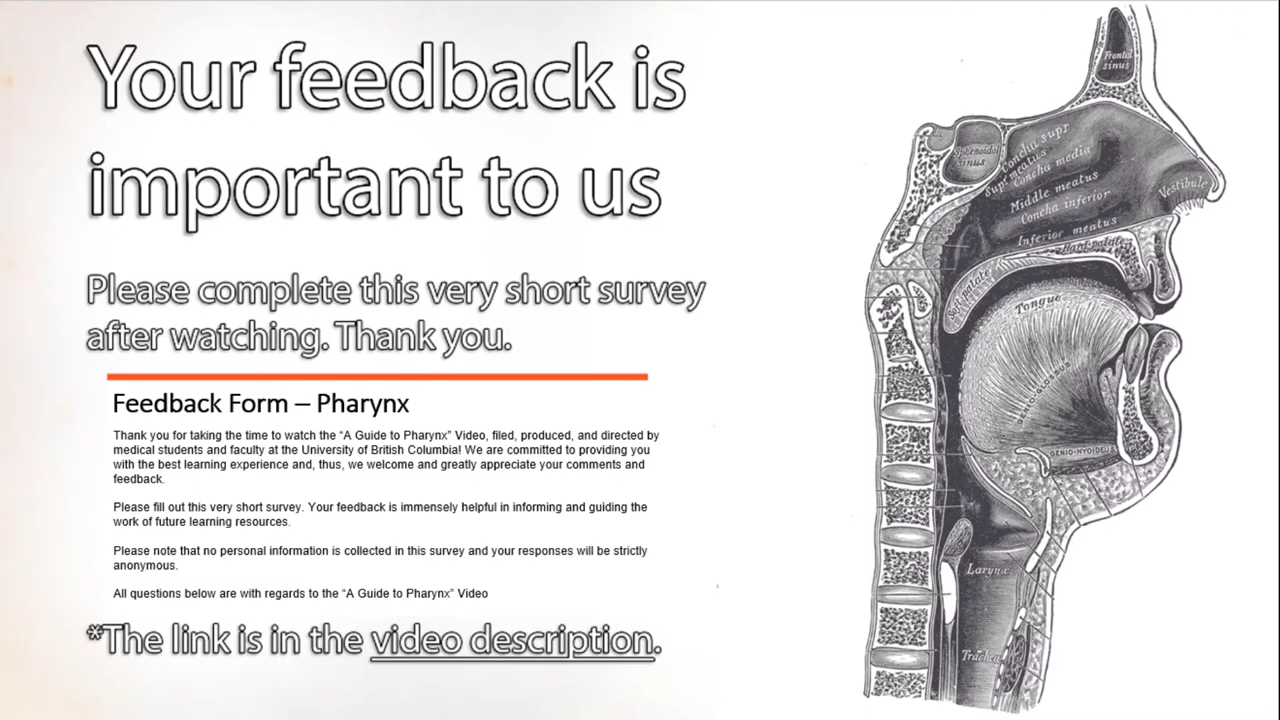 Your feedback is
important to us
Please complete this very short survey
after watching. Thank you.
Feedback Form – Pharynx
Thank you for taking the time to watch the “A Guide to Pharynx” Video, filed, produced, and directed by
medical students and faculty at the University of British Columbia! We are committed to providing you
with the best learning experience and, thus, we welcome and greatly appreciate your comments and
feedback.
Please fill out this very short survey. Your feedback is immensely helpful in informing and guiding the
work of future learning resources.
Please note that no personal information is collected in this survey and your responses will be strictly
anonymous.
All questions below are with regards to the “A Guide to Pharynx” Video
*The link is in the video description.
Frontal
sinus
Sphenoidal
sinus
Concha supr
Supr meatus
Concha media
Middle meatus
Concha inferior
Inferior meatus
Vestibule
Hard palate
Soft palate
Tongue
GENIOGLOSSUS
GENIO-HYOIDEUS
Larynx
Trachea